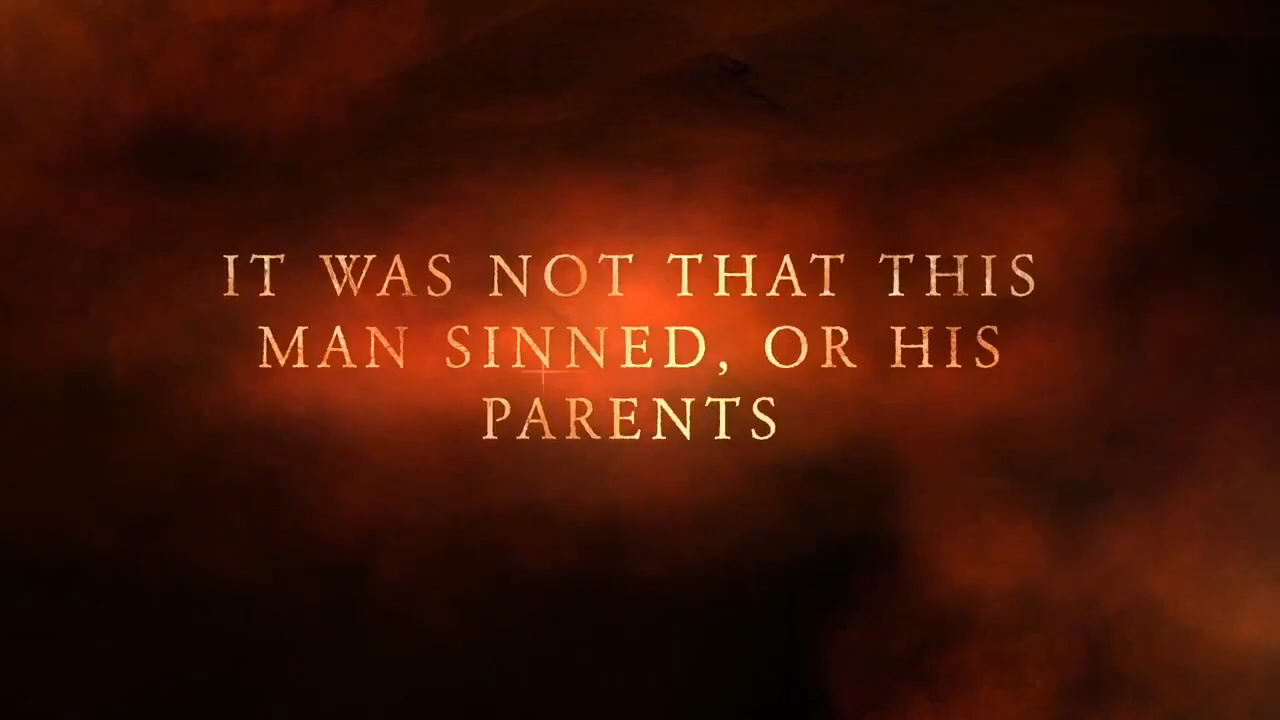 IT WAS NOT THAT THIS
MAN SINNED, OR HIS
PARENTS